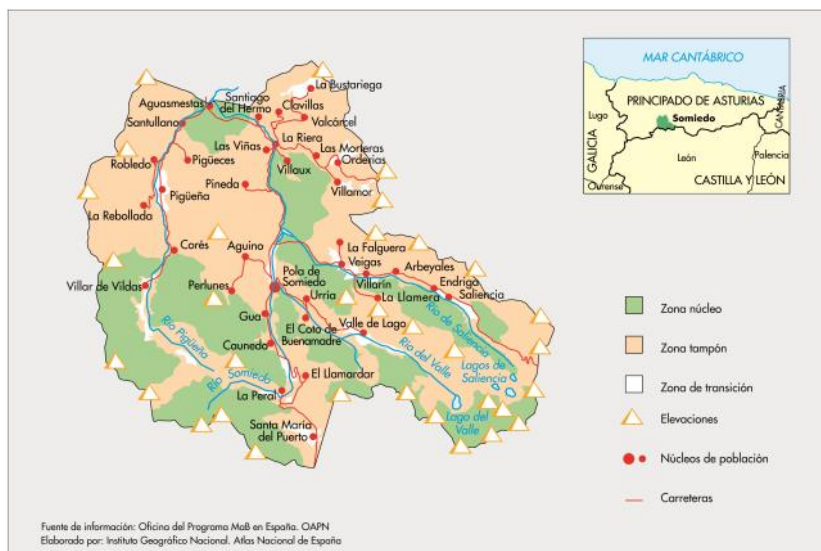 MAR CANTÁBRICO
PRINCIPADO DE ASTURIAS
CANTABRIA
Lugo
Somiedo
GALICIA
León
Palencia
Ourense
CASTILLA Y LEÓN
La Bustariega
Aguasmestas
Santiago
del Hermo
Clavillas
Santullano
Valcárcel
La Riera
Las Viñas
Las Morteras
Orderias
Robledo
Pigüeces
Villaux
Pineda
Villamor
Pigüeña
La Rebollada
La Falguera
Corés
Aguino
Veigas
Arbeyales
Pola de
Somiedo
Villarín
Endriga
Villar de Vildas
Perlunes
Urria
La Llamera
Saliencia
Gua
El Coto de
Buenamadre
Valle de Lago
Río de Saliencia
Río Pigüeña
Caunedo
Río del Valle
Lagos de
Saliencia
Río Somiedo
El Llamardar
La Peral
Lago del
Valle
Santa María
del Puerto
Zona núcleo
Zona tampón
Zona de transición
Elevaciones
Núcleos de población
Carreteras
Fuente de información: Oficina del Programa MaB en España. OAPN
Elaborado por: Instituto Geográfico Nacional. Atlas Nacional de España